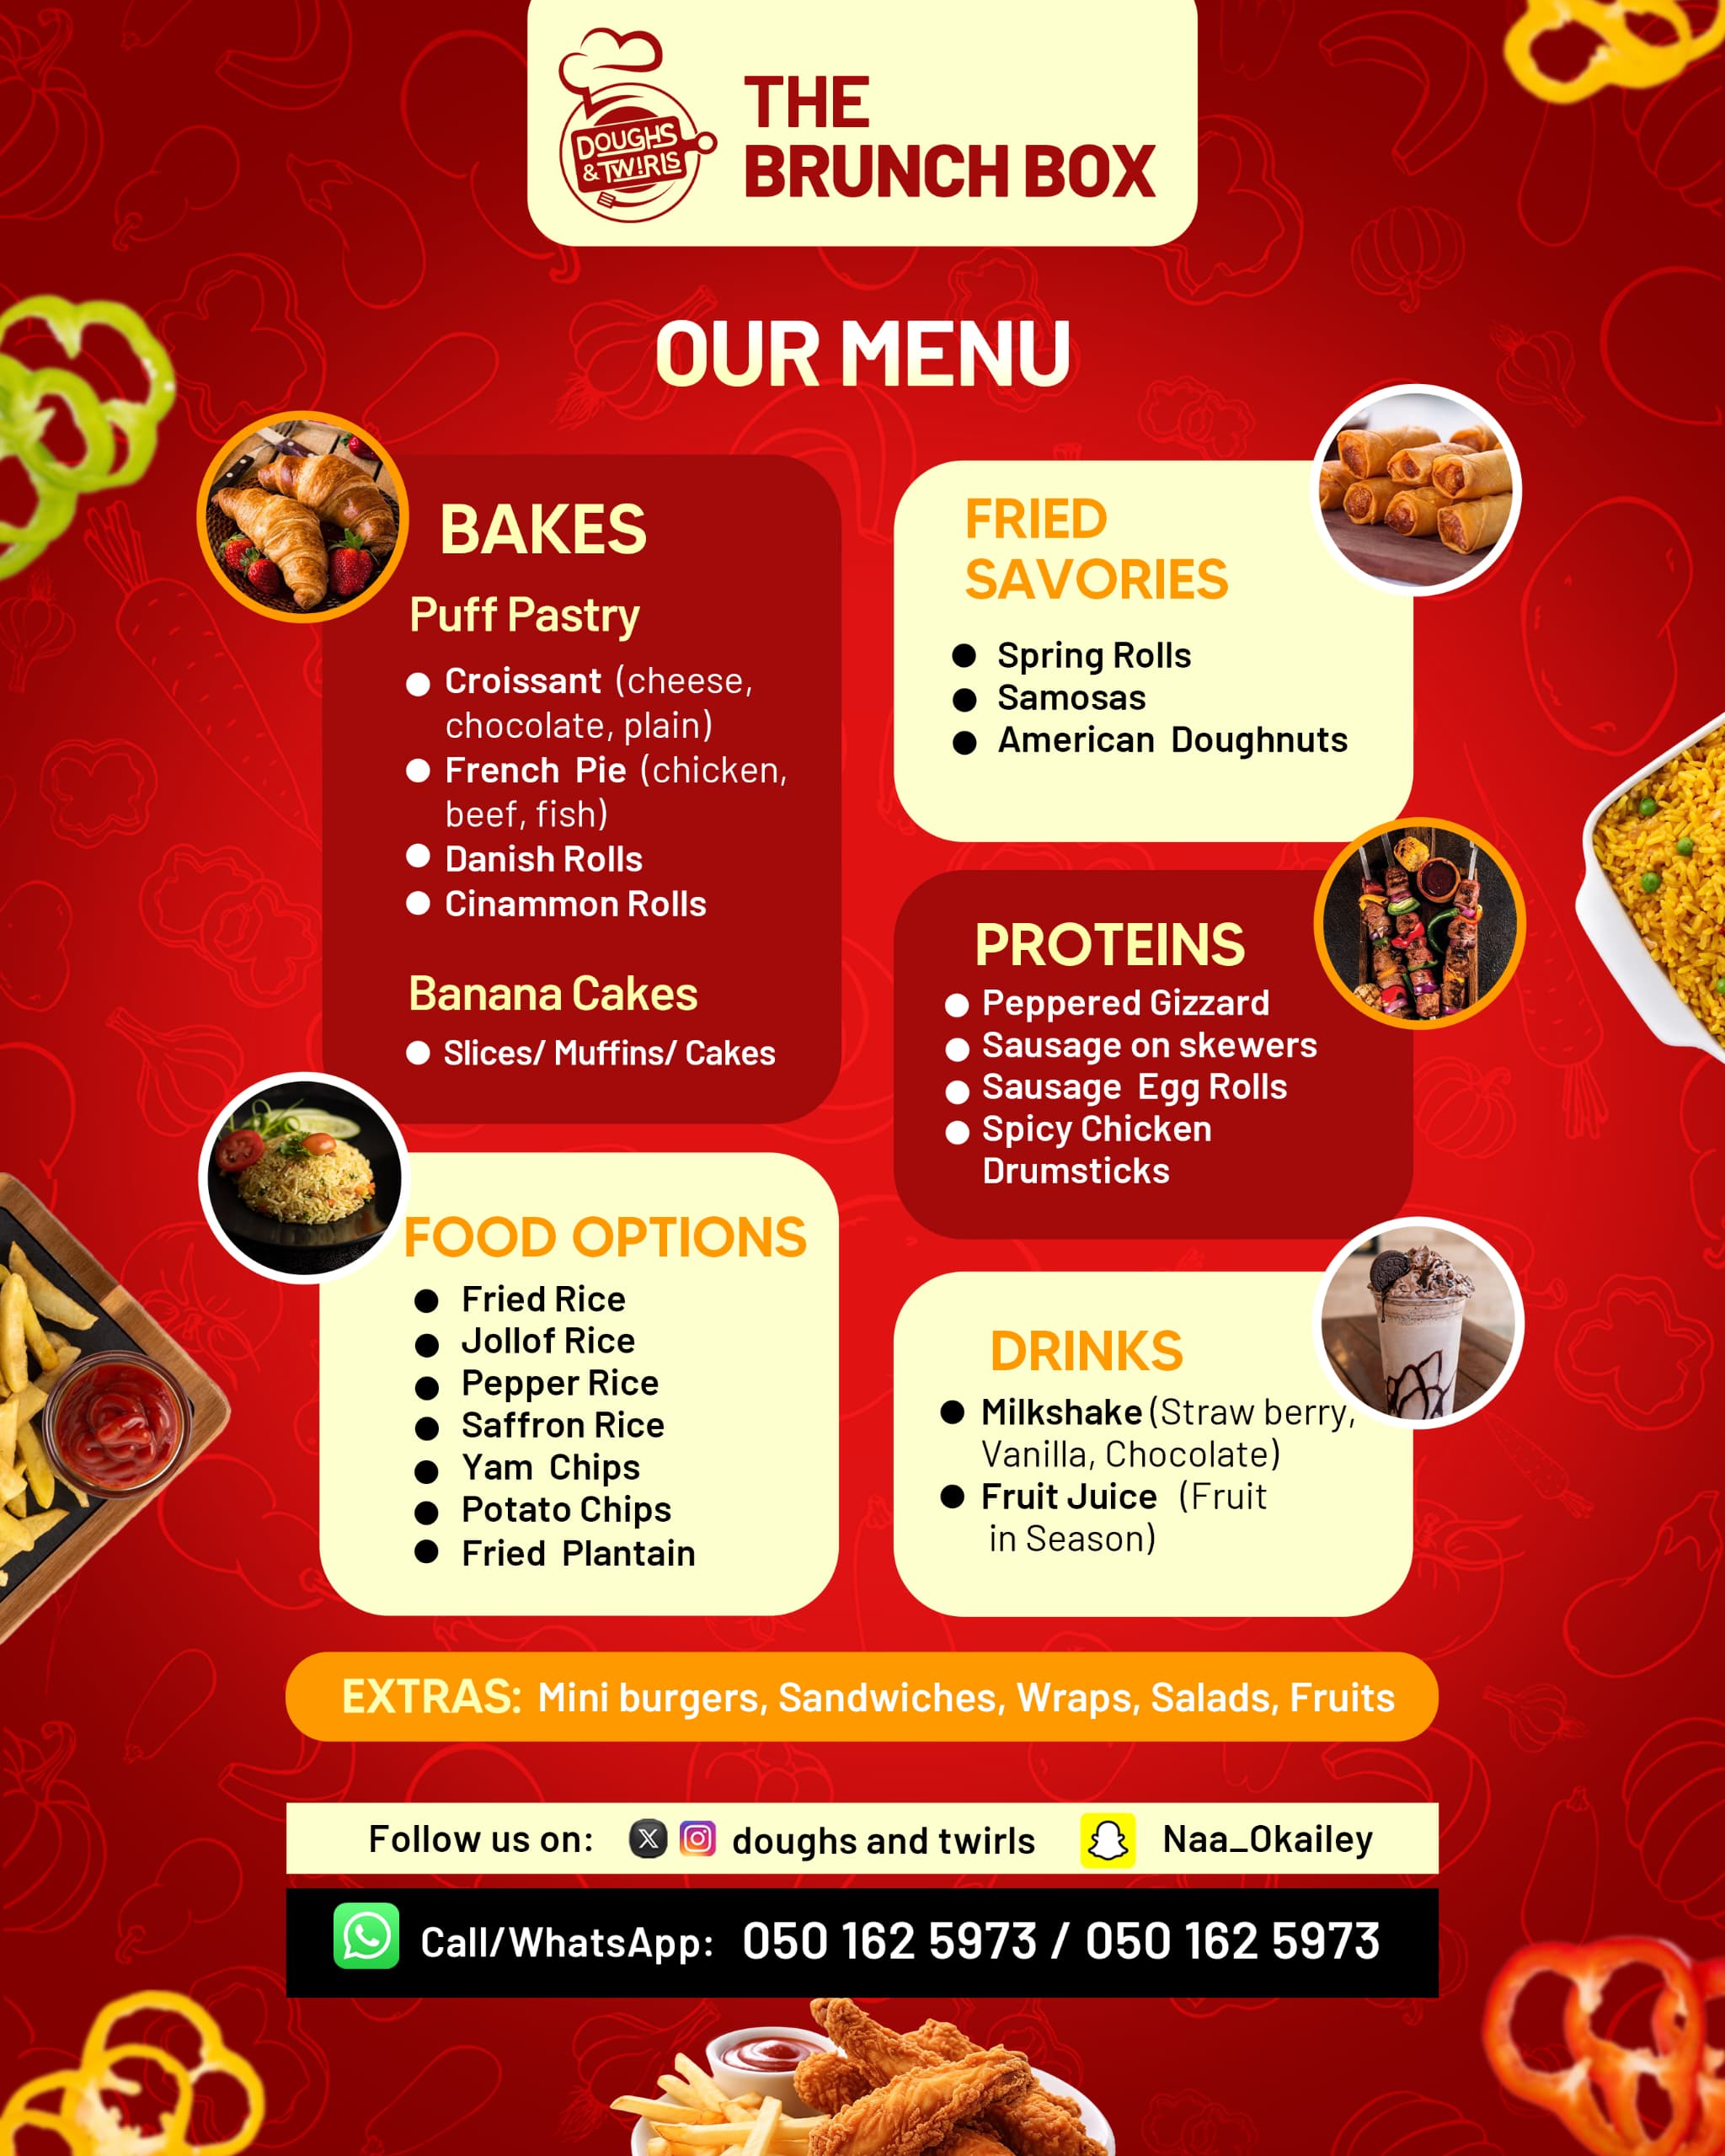 DOUGHS
& TWIRLS
THE
BRUNCH BOX
OUR MENU
BAKES
Puff Pastry
Croissant (cheese,
chocolate, plain)
French Pie (chicken,
beef, fish)
Danish Rolls
Cinammon Rolls
Banana Cakes
Slices/ Muffins/ Cakes
FOOD OPTIONS
Fried Rice
Jollof Rice
Pepper Rice
Saffron Rice
Yam Chips
Potato Chips
Fried Plantain
FRIED
SAVORIES
Spring Rolls
Samosas
American Doughnuts
PROTEINS
Peppered Gizzard
Sausage on skewers
Sausage Egg Rolls
Spicy Chicken
Drumsticks
DRINKS
Milkshake (Straw berry,
Vanilla, Chocolate)
Fruit Juice (Fruit
in Season)
EXTRAS: Mini burgers, Sandwiches, Wraps, Salads, Fruits
Follow us on: doughs and twirls Naa_Okailey
Call/WhatsApp: 050 162 5973 / 050 162 5973